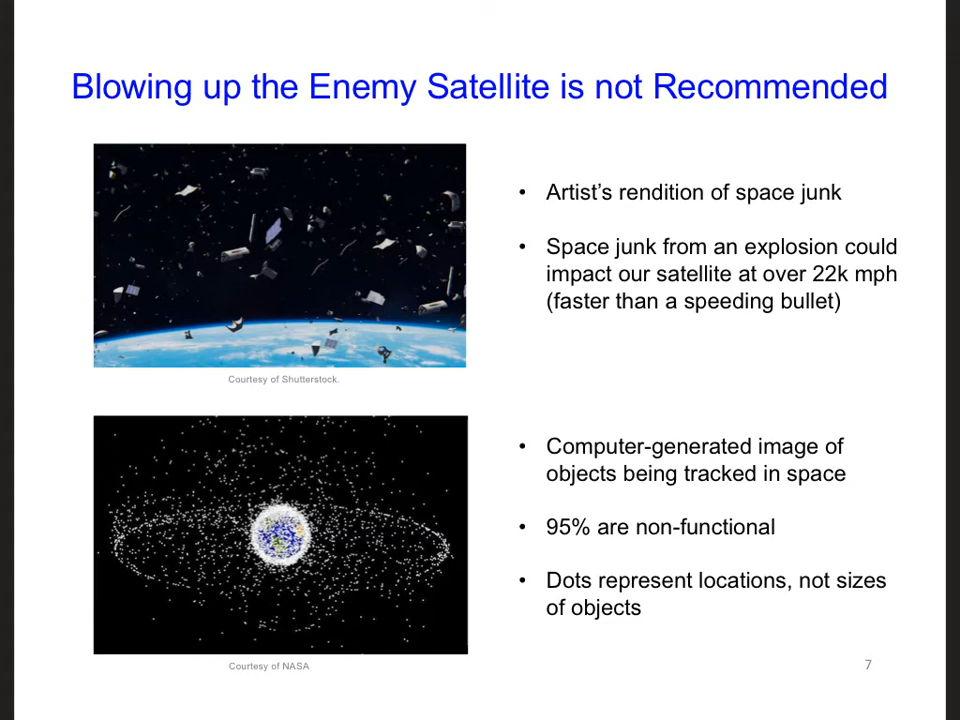 Blowing up the Enemy Satellite is not Recommended
• Artist’s rendition of space junk
• Space junk from an explosion could
impact our satellite at over 22k mph
(faster than a speeding bullet)
Courtesy of Shutterstock.
• Computer-generated image of
objects being tracked in space
• 95% are non-functional
• Dots represent locations, not sizes
of objects
Courtesy of NASA
7